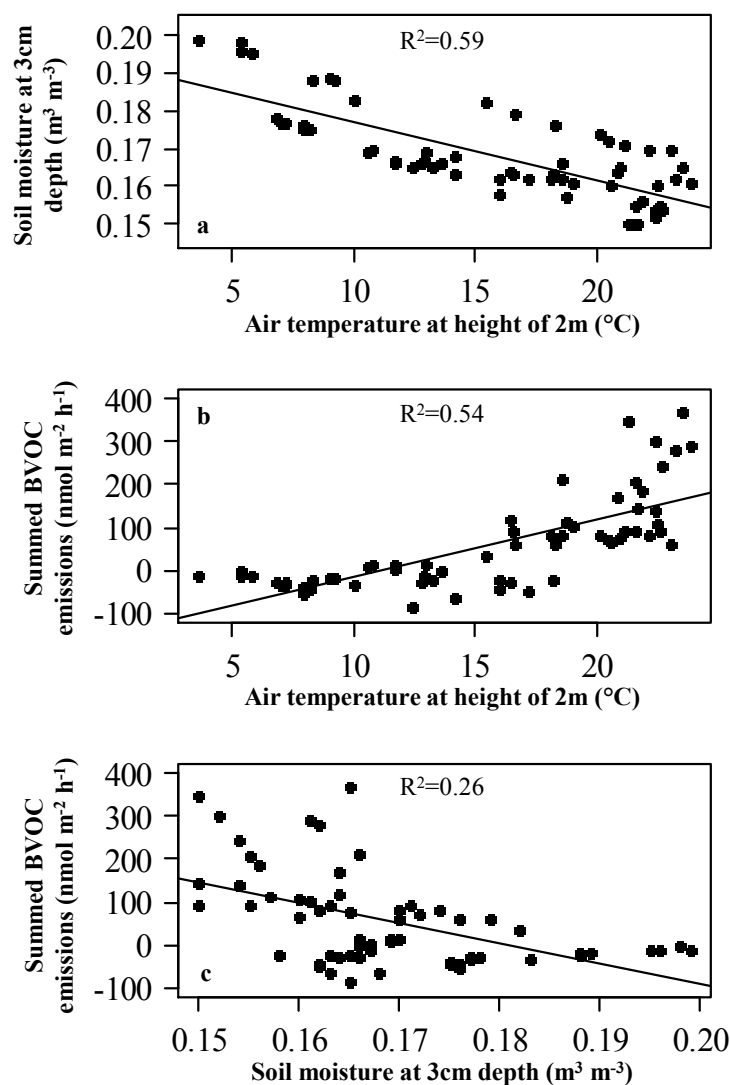 Soil moisture at 3cm
depth (m³ m⁻³)
0.20
0.19
0.18
0.17
0.16
0.15
R²=0.59
a
5
10
15
20
Air temperature at height of 2m (°C)
Summed BVOC
emissions (nmol m⁻² h⁻¹)
400
300
200
100
0
-100
b
R²=0.54
5
10
15
20
Air temperature at height of 2m (°C)
Summed BVOC
emissions (nmol m⁻² h⁻¹)
400
300
200
100
0
-100
R²=0.26
c
0.15
0.16
0.17
0.18
0.19
0.20
Soil moisture at 3cm depth (m³ m⁻³)